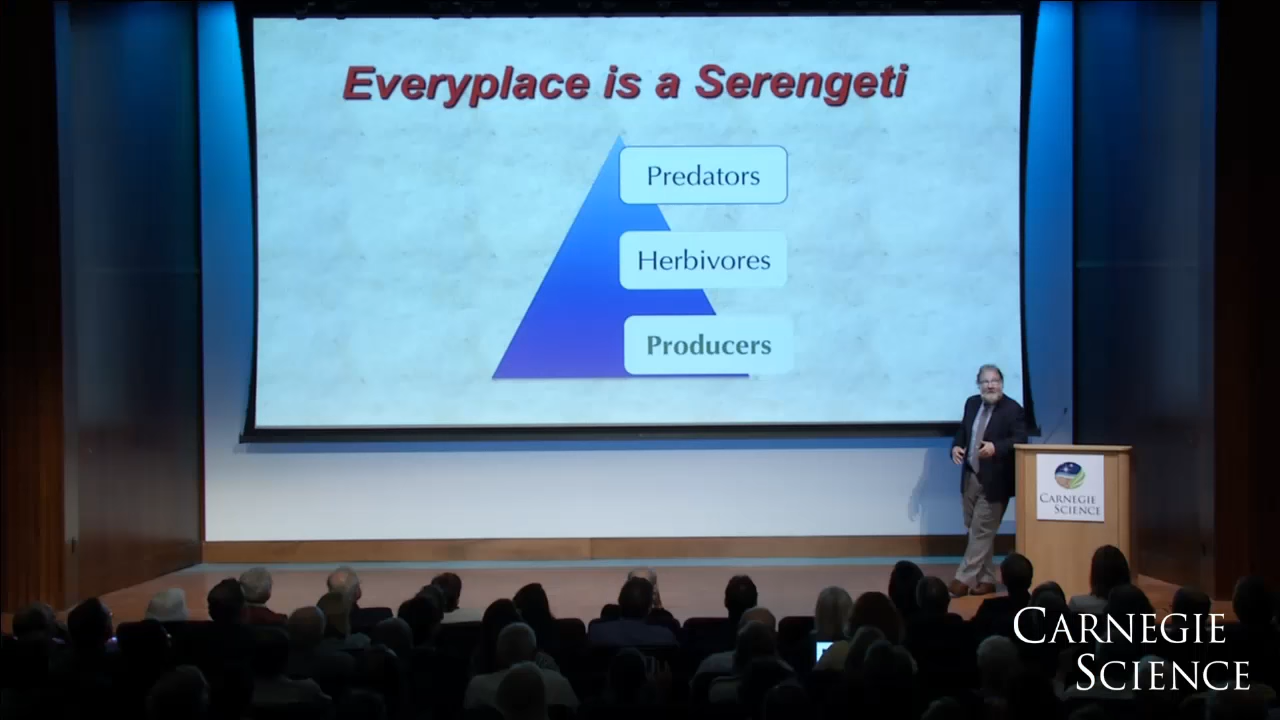 Everyplace is a Serengeti
Predators
Herbivores
Producers
CARNEGIE
SCIENCE
CARNEGIE
SCIENCE